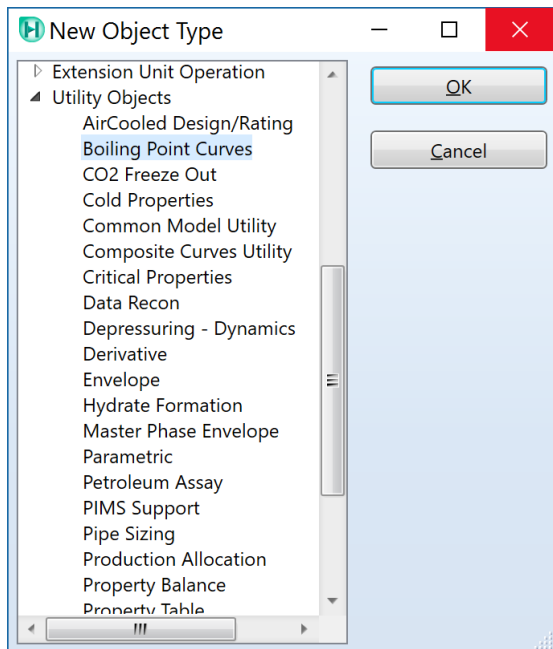 New Object Type
Extension Unit Operation
Utility Objects
AirCooled Design/Rating
Boiling Point Curves
CO2 Freeze Out
Cold Properties
Common Model Utility
Composite Curves Utility
Critical Properties
Data Recon
Depressuring - Dynamics
Derivative
Envelope
Hydrate Formation
Master Phase Envelope
Parametric
Petroleum Assay
PIMS Support
Pipe Sizing
Production Allocation
Property Balance
Property Table
OK
Cancel